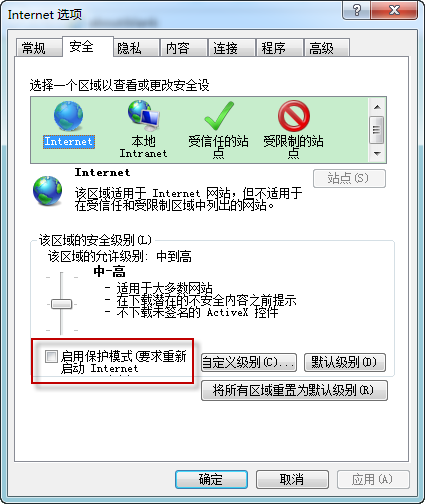 Internet 选项
常规 安全 隐私 内容 连接 程序 高级
选择一个区域以查看或更改安全设
Internet 本地 Intranet 受信任的站点 受限制的站点
Internet
站点(S)
该区域适用于 Internet 网站，但不适用于
在受信任和受限制区域中列出的网站。
该区域的安全级别(L)
该区域的允许级别: 中到高
中-高
- 适用于大多数网站
- 在下载潜在的不安全内容之前提示
- 不下载未签名的 ActiveX 控件
启用保护模式(要求重新
启动 Internet
自定义级别(C)... 默认级别(D)
将所有区域重置为默认级别(R)
确定 取消 应用(A)